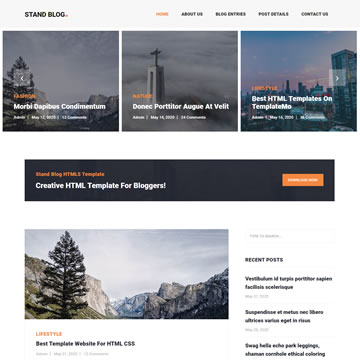 STAND BLOG.
HOME
ABOUT US
BLOG ENTRIES
POST DETAILS
CONTACT US
FASHION
Morbi Dapibus Condimentum
Admin | May 12, 2020 | 12 Comments
NATURE
Donec Porttitor Augue At Velit
Admin | May 14, 2020 | 24 Comments
LIFESTYLE
Best HTML Templates On
TemplateMo
Admin | May 16, 2020 | 36 Comments
Stand Blog HTML5 Template
Creative HTML Template For Bloggers!
DOWNLOAD NOW!
TYPE TO SEARCH...
RECENT POSTS
Vestibulum id turpis porttitor sapien
facilisis scelerisque
May 31, 2020
Suspendisse et metus nec libero
ultrices varius eget in risus
May 28, 2020
Swag hella echo park leggings,
shaman cornhole ethical coloring
LIFESTYLE
Best Template Website For HTML CSS
Admin | May 31, 2020 | 12 Comments